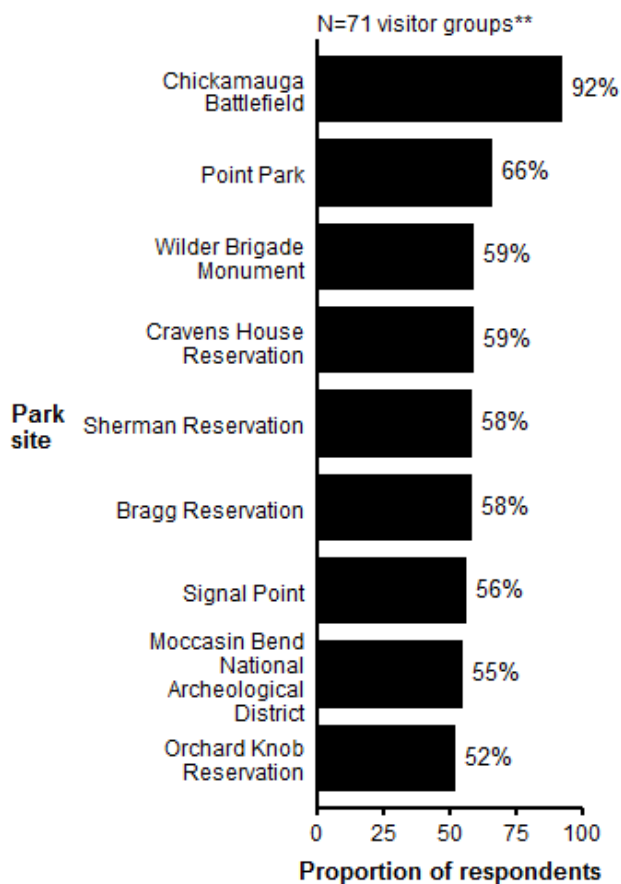 N=71 visitor groups**
Chickamauga
Battlefield
92%
Point Park
66%
Wilder Brigade
Monument
59%
Cravens House
Reservation
59%
Park
site
Sherman Reservation
58%
Bragg Reservation
58%
Signal Point
56%
Moccasin Bend
National
Archeological
District
55%
Orchard Knob
Reservation
52%
0 25 50 75 100
Proportion of respondents